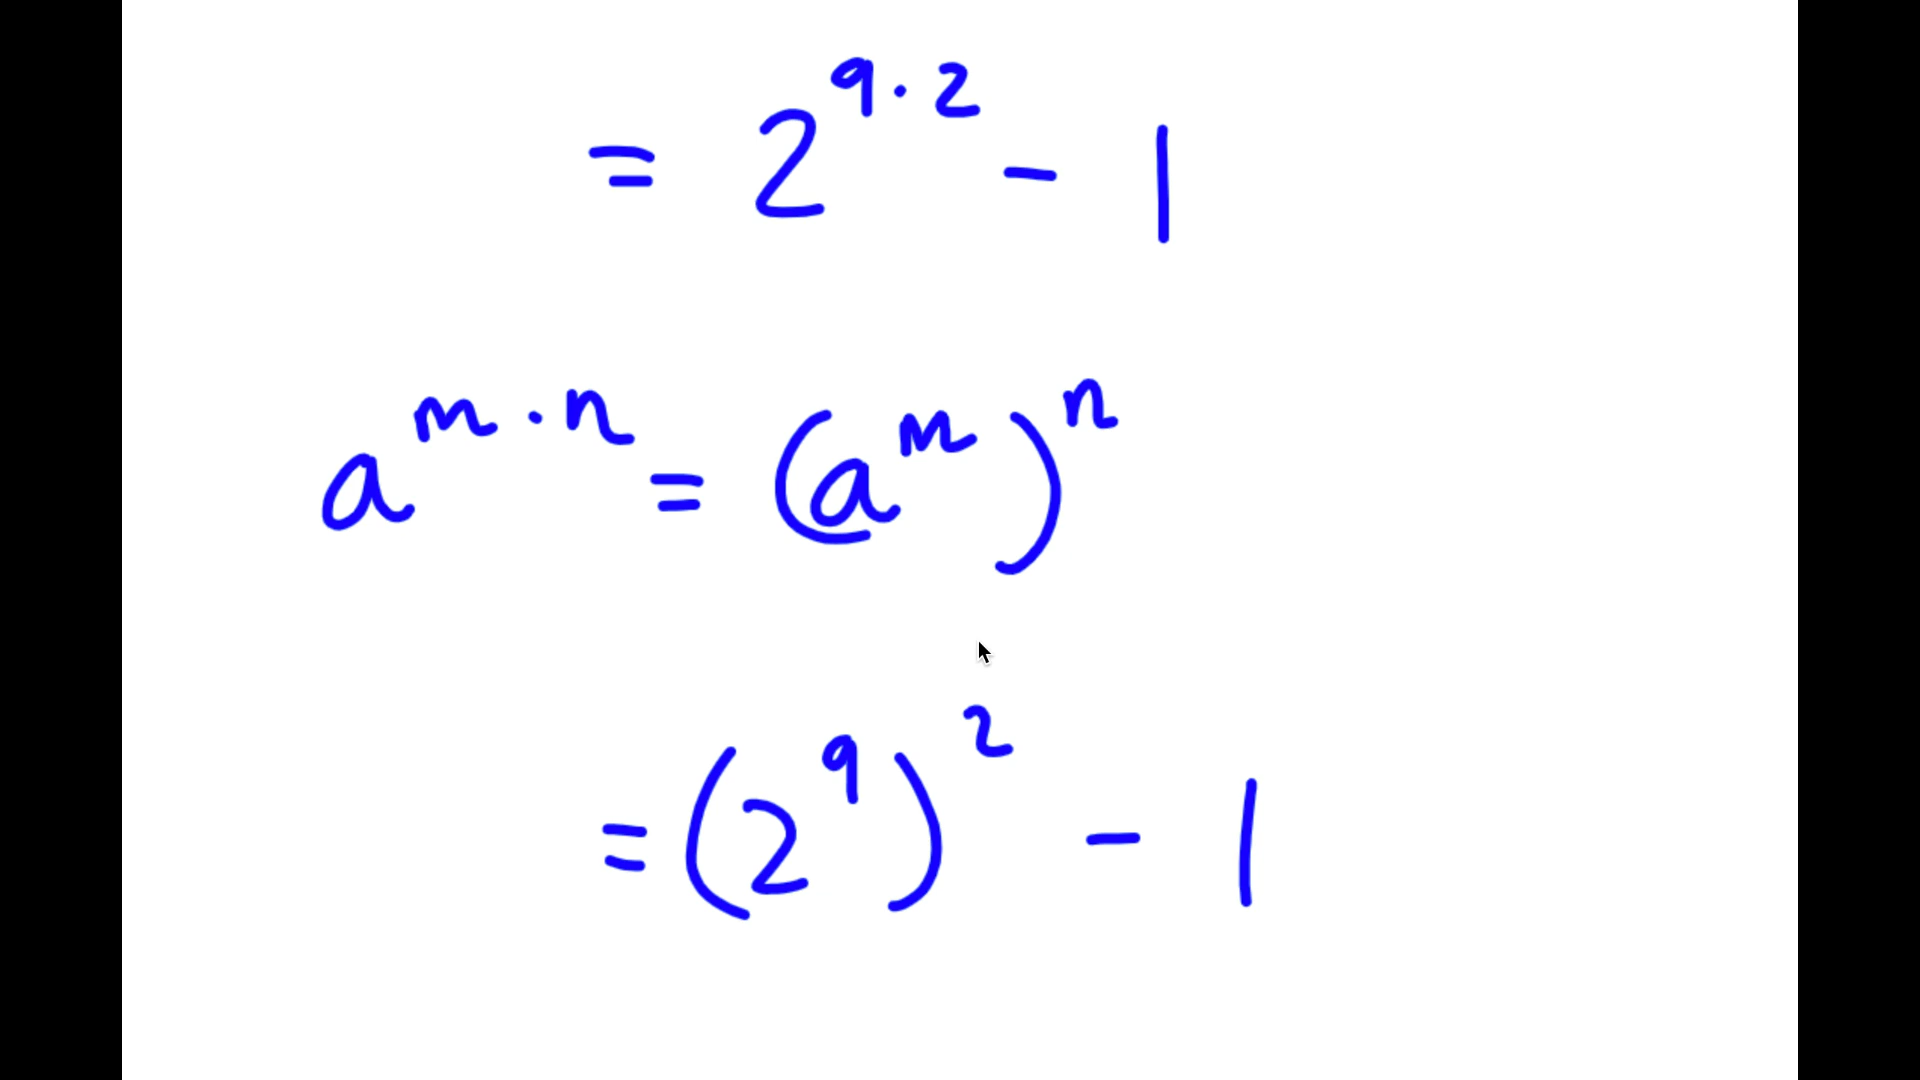 = 2^{9·2} - 1
a^{m·n} = (a^m)^n
= (2^9)^2 - 1